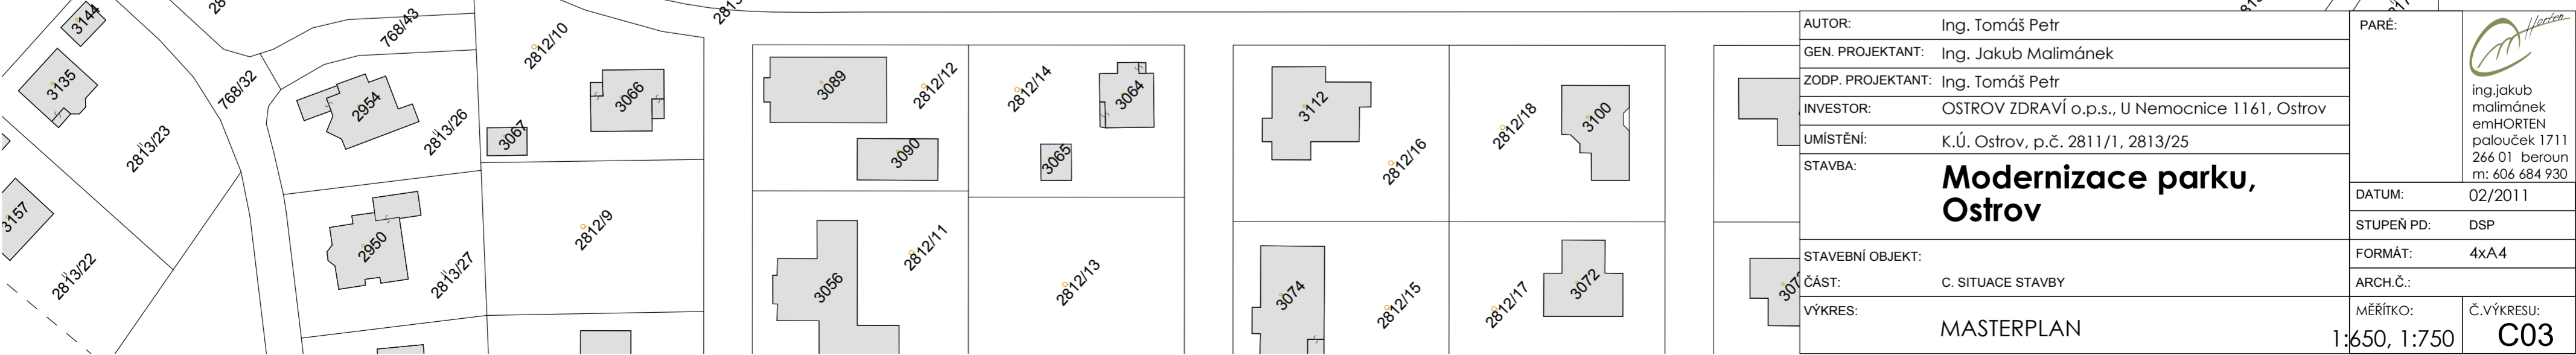 3144
768/43
2812/10
3135
768/32
2954
2813/26
3067
3066
2813/23
3157
2813/22
2950
2813/27
2812/9
3089
2812/12
2812/14
3064
3090
3065
3056
2812/11
2812/13
3112
2812/16
2812/18
3100
3074
2812/15
2812/17
3072
AUTOR: Ing. Tomáš Petr
GEN. PROJEKTANT: Ing. Jakub Malimánek
ZODP. PROJEKTANT: Ing. Tomáš Petr
INVESTOR: OSTROV ZDRAVÍ o.p.s., U Nemocnice 1161, Ostrov
UMÍSTĚNÍ: K.Ú. Ostrov, p.č. 2811/1, 2813/25
STAVBA: Modernizace parku,
Ostrov
STAVEBNÍ OBJEKT:
ČÁST: C. SITUACE STAVBY
VÝKRES: MASTERPLAN
PARÉ:
Horten
ing.jakub
malimánek
emHORTEN
palouček 1711
266 01 beroun
m: 606 684 930
DATUM: 02/2011
STUPEŇ PD: DSP
FORMÁT: 4xA4
ARCH.Č.:
MĚŘÍTKO:
1:650, 1:750
Č.VÝKRESU:
C03